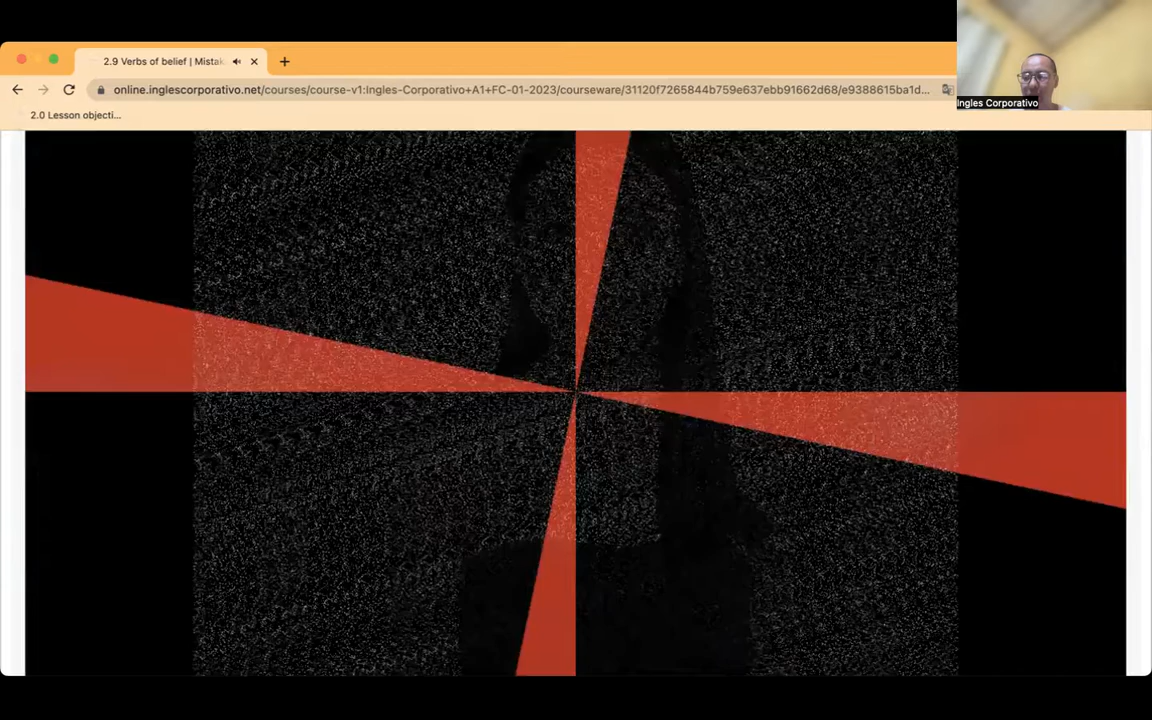 2.9 Verbs of belief | Mistak
online.inglescorporativo.net/courses/course-v1:Ingles-Corporativo+A1+FC-01-2023/courseware/31120f7265844b759e637ebb91662d68/e9388615ba1d...
2.0 Lesson objecti...
Ingles Corporativo